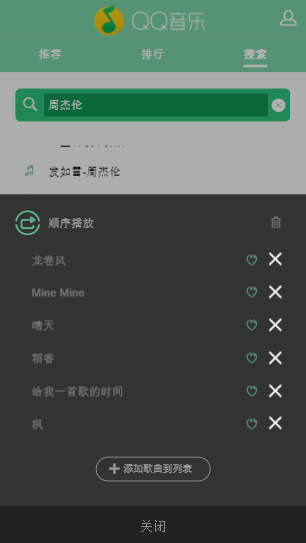 QQ音乐
推荐 排行 搜索
周杰伦
发如雪-周杰伦
顺序播放
龙卷风
Mine Mine
晴天
稻香
给我一首歌的时间
枫
添加歌曲到列表
关闭